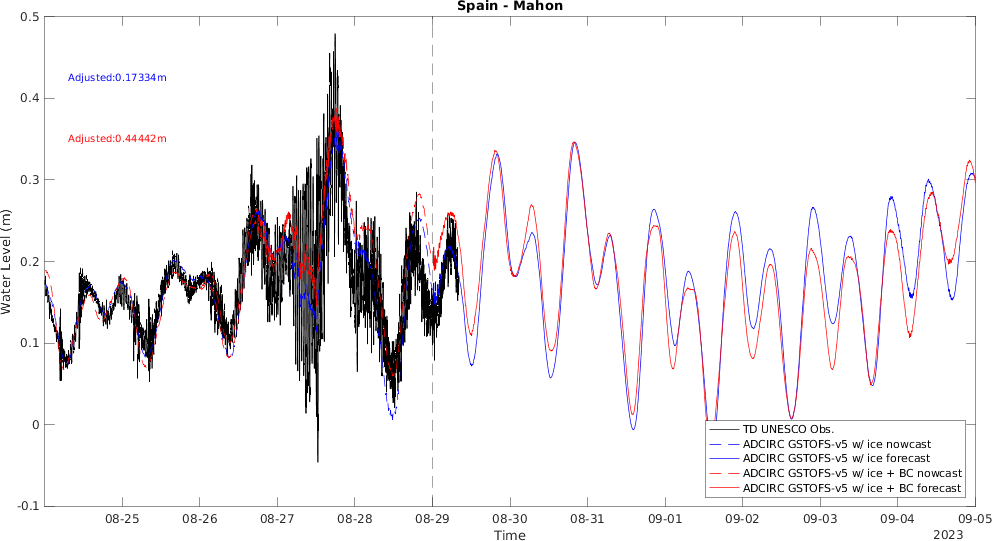 Spain - Mahon
0.5
Adjusted:0.17334m
0.4
Adjusted:0.44442m
0.3
Water Level (m)
0.2
0.1
0
-0.1
TD UNESCO Obs.
ADCIRC GSTOFS-v5 w/ ice nowcast
ADCIRC GSTOFS-v5 w/ ice forecast
ADCIRC GSTOFS-v5 w/ ice + BC nowcast
ADCIRC GSTOFS-v5 w/ ice + BC forecast
08-25 08-26 08-27 08-28 08-29 08-30 08-31 09-01 09-02 09-03 09-04 09-05
Time
2023